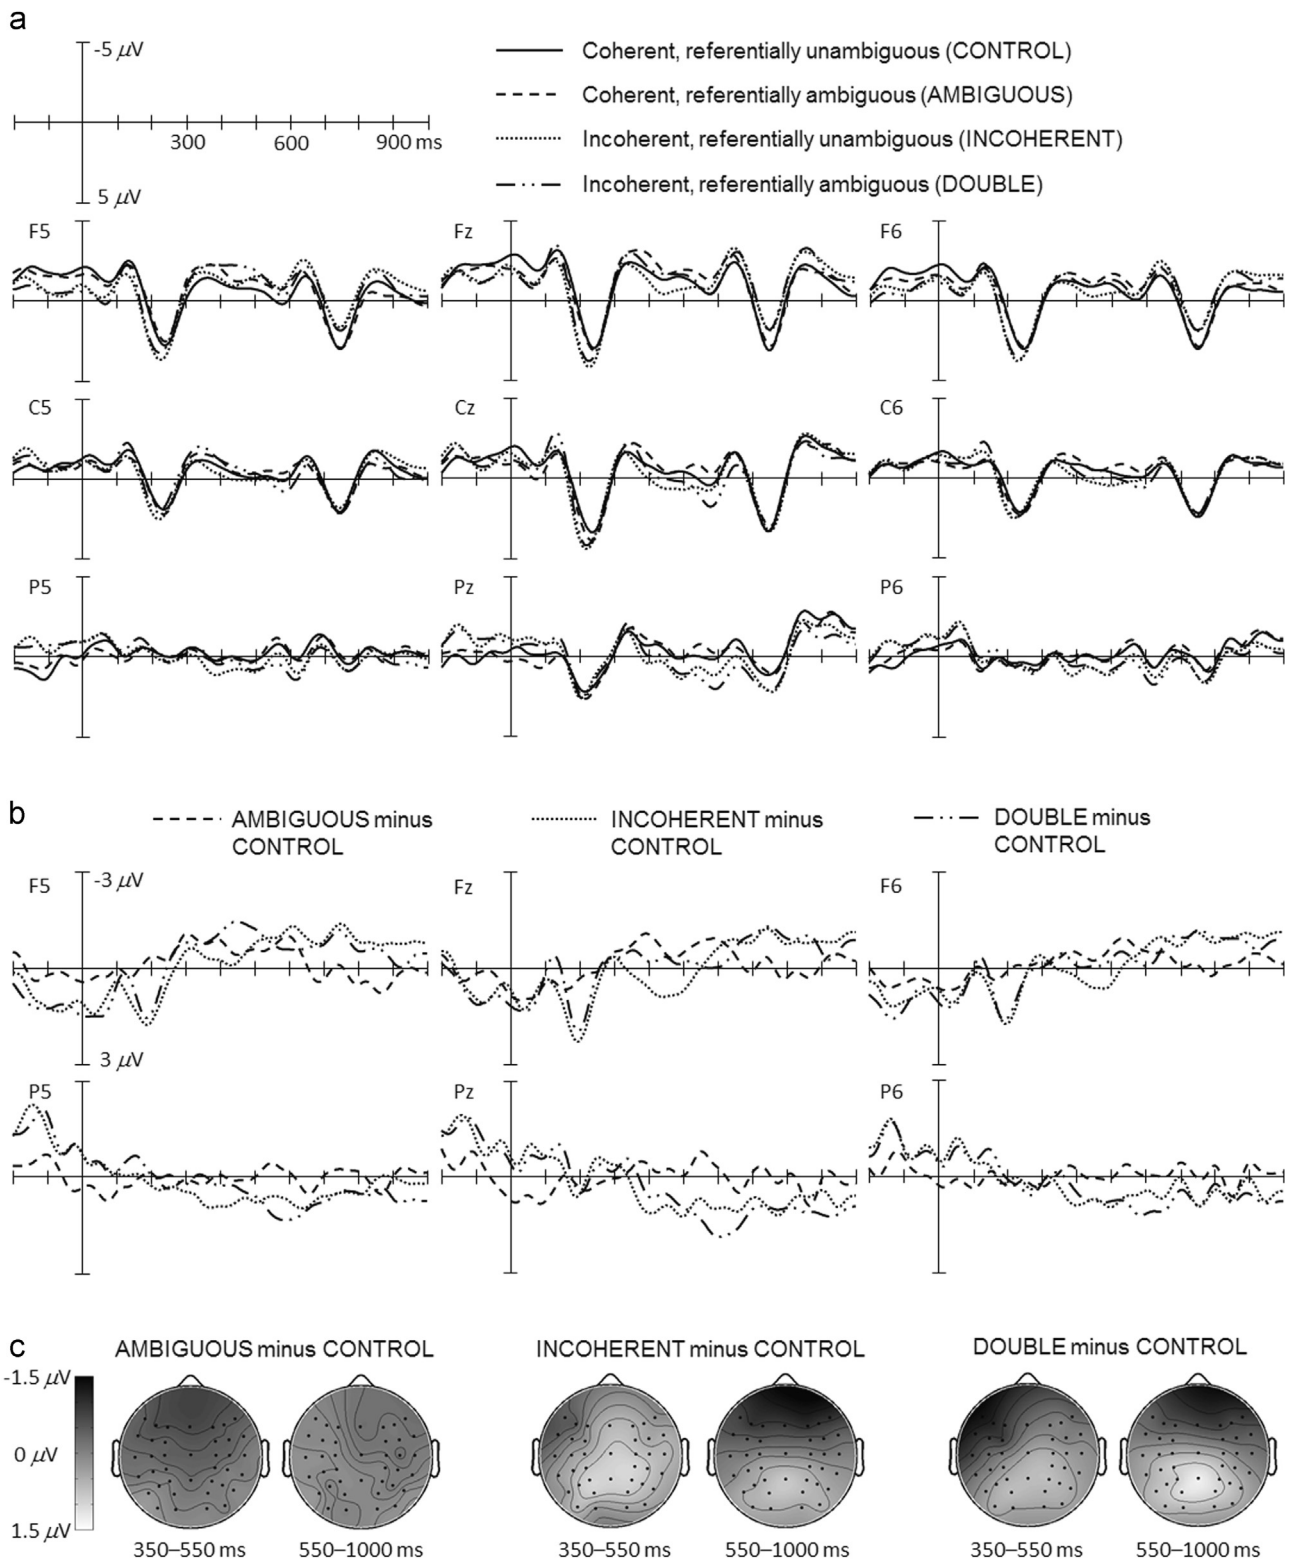 a
-5 µV
300 600 900 ms
5 µV
Coherent, referentially unambiguous (CONTROL)
Coherent, referentially ambiguous (AMBIGUOUS)
Incoherent, referentially unambiguous (INCOHERENT)
Incoherent, referentially ambiguous (DOUBLE)
F5 Fz F6
C5 Cz C6
P5 Pz P6
b
AMBIGUOUS minus
CONTROL
INCOHERENT minus
CONTROL
DOUBLE minus
CONTROL
F5 -3 µV Fz F6
3 µV
P5 Pz P6
c
AMBIGUOUS minus CONTROL INCOHERENT minus CONTROL DOUBLE minus CONTROL
-1.5 µV
0 µV
1.5 µV
350–550 ms 550–1000 ms 350–550 ms 550–1000 ms 350–550 ms 550–1000 ms